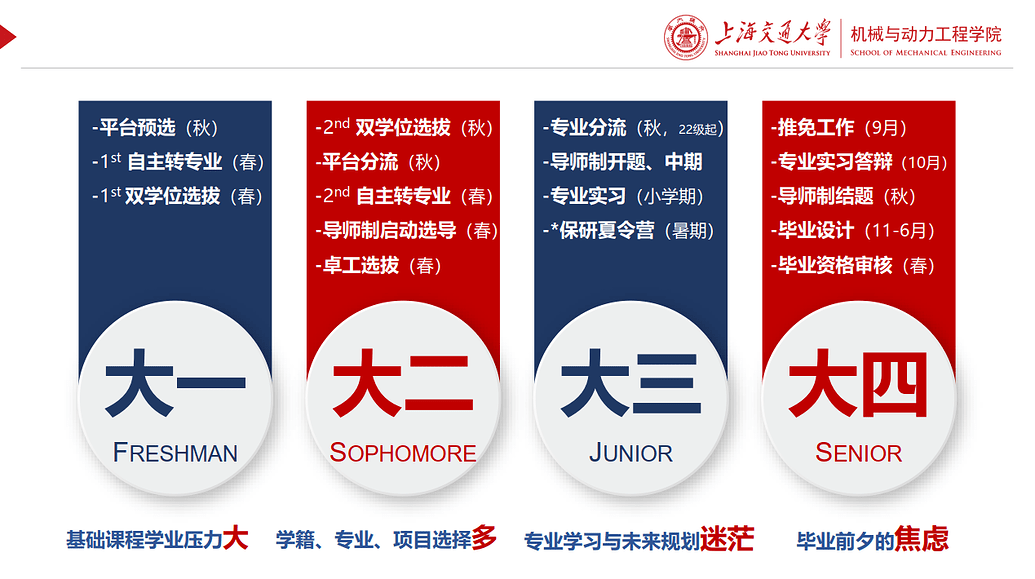 上海交通大学
SHANGHAI JIAO TONG UNIVERSITY
机械与动力工程学院
SCHOOL OF MECHANICAL ENGINEERING
-平台预选（秋）
-1st 自主转专业（春）
-1st 双学位选拔（春）
大一
FRESHMAN
基础课程学业压力大
-2nd 双学位选拔（秋）
-平台分流（秋）
-2nd 自主转专业（春）
-导师制启动选导（春）
-卓工选拔（春）
大二
SOPHOMORE
学籍、专业、项目选择多
-专业分流（秋，22级起）
-导师制开题、中期
-专业实习（小学期）
-*保研夏令营（暑期）
大三
JUNIOR
专业学习与未来规划迷茫
-推免工作（9月）
-专业实习答辩（10月）
-导师制结题（秋）
-毕业设计（11-6月）
-毕业资格审核（春）
大四
SENIOR
毕业前夕的焦虑